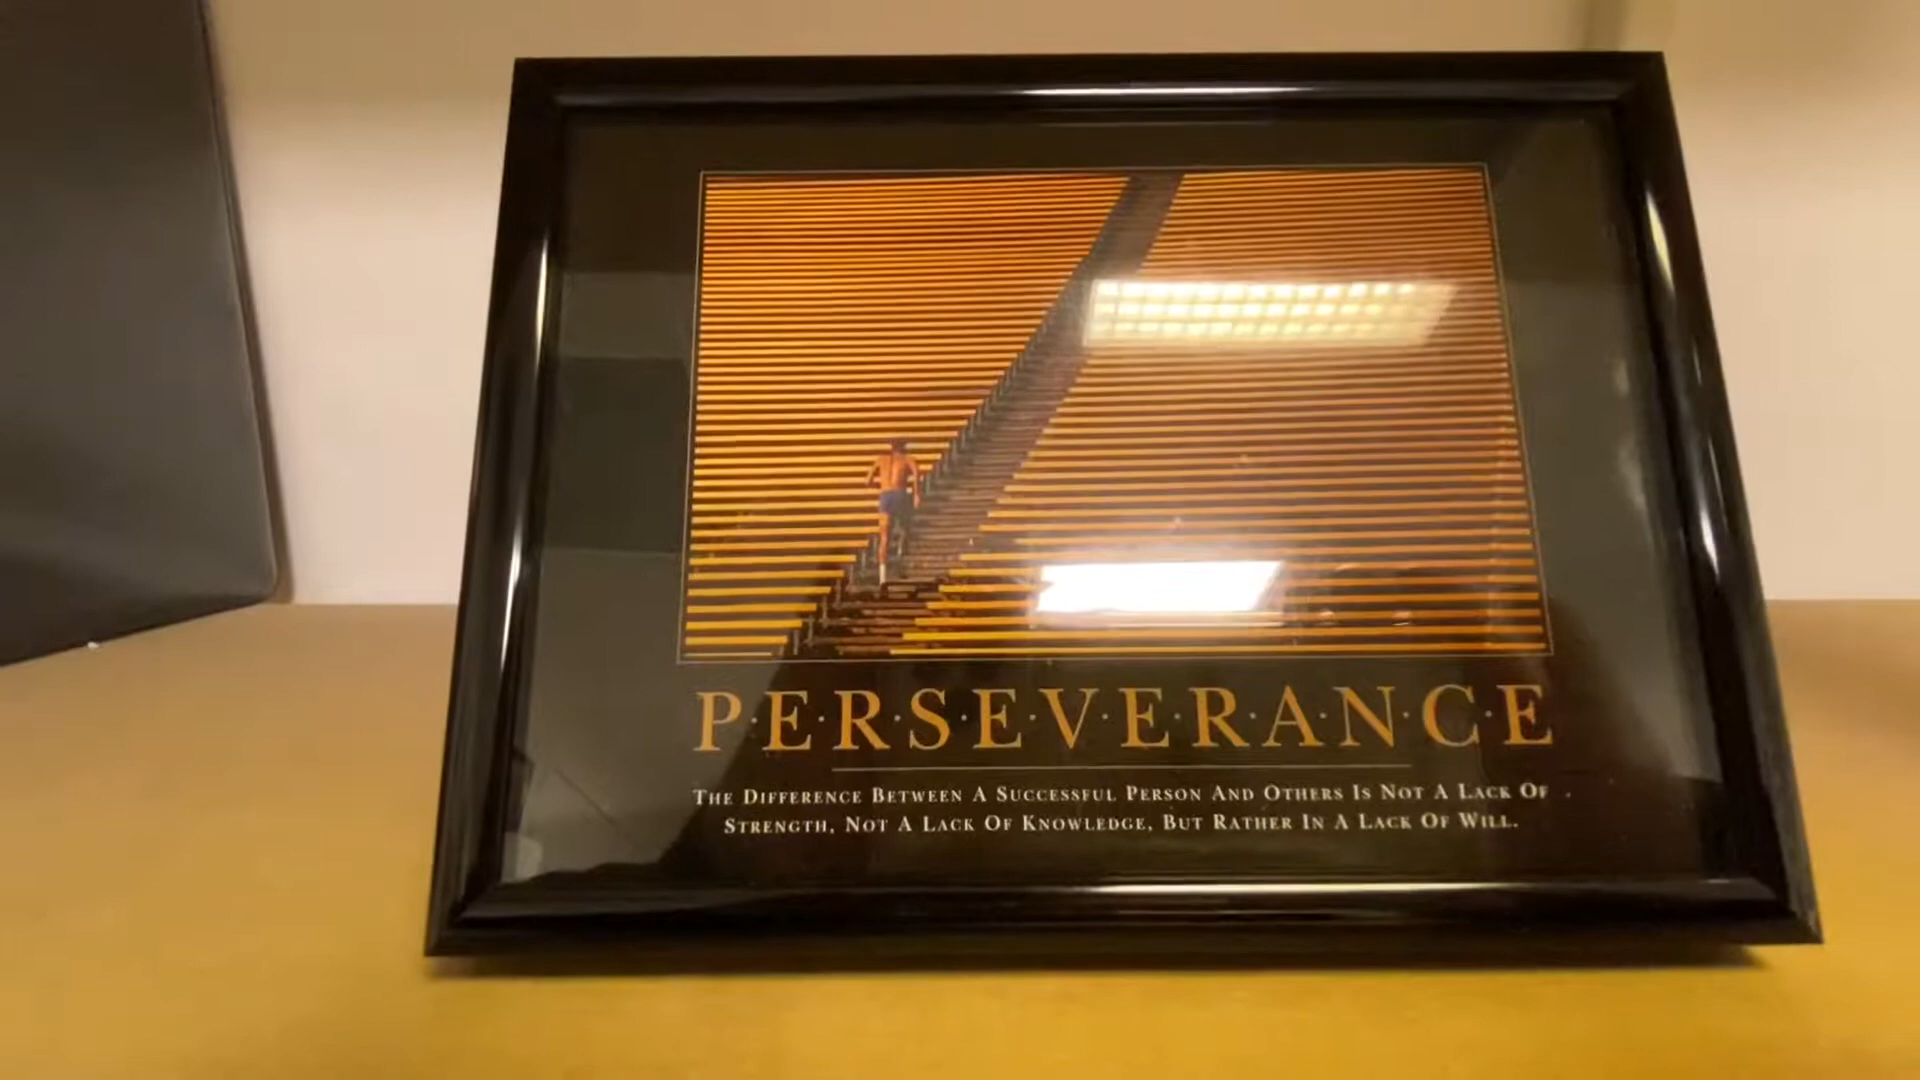 P·E·R·S·E·V·E·R·A·N·C·E
The Difference Between A Successful Person And Others Is Not A Lack Of
Strength, Not A Lack Of Knowledge, But Rather In A Lack Of Will.